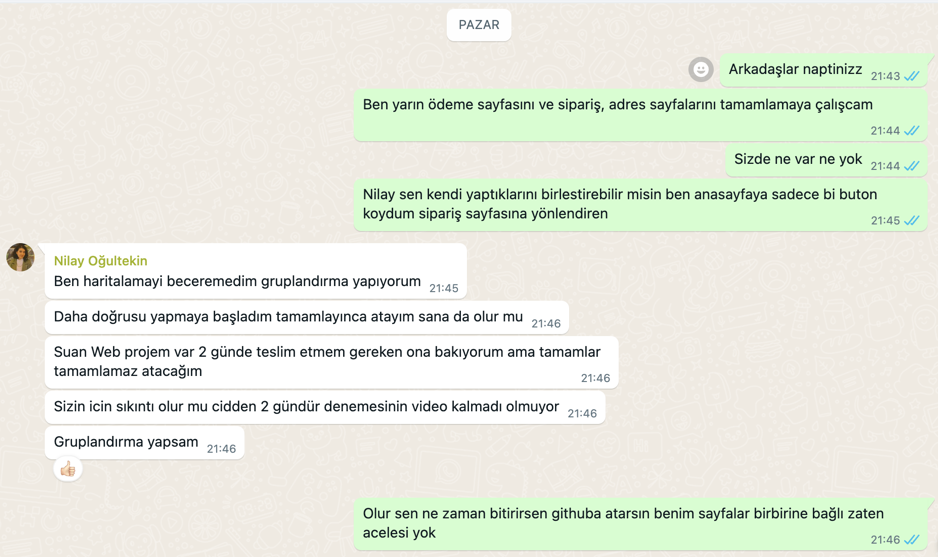 PAZAR
Arkadaşlar naptinizz 21:43
Ben yarın ödeme sayfasını ve sipariş, adres sayfalarını tamamlamaya çalışcam
21:44
Sizde ne var ne yok 21:44
Nilay sen kendi yaptıklarını birlestirebilir misin ben anasayfaya sadece bi buton
koydum sipariş sayfasına yönlendiren 21:45
Nilay Oğultekin
Ben haritalamayi beceremedim gruplandırma yapıyorum 21:45
Daha doğrusu yapmaya başladım tamamlayınca atayım sana da olur mu 21:46
Suan Web projem var 2 günde teslim etmem gereken ona bakıyorum ama tamamlar
tamamlamaz atacağım 21:46
Sizin icin sıkıntı olur mu cidden 2 gündür denemesinin video kalmadı olmuyor 21:46
Gruplandırma yapsam 21:46
Olur sen ne zaman bitirirsen githuba atarsın benim sayfalar birbirine bağlı zaten
acelesi yok 21:46